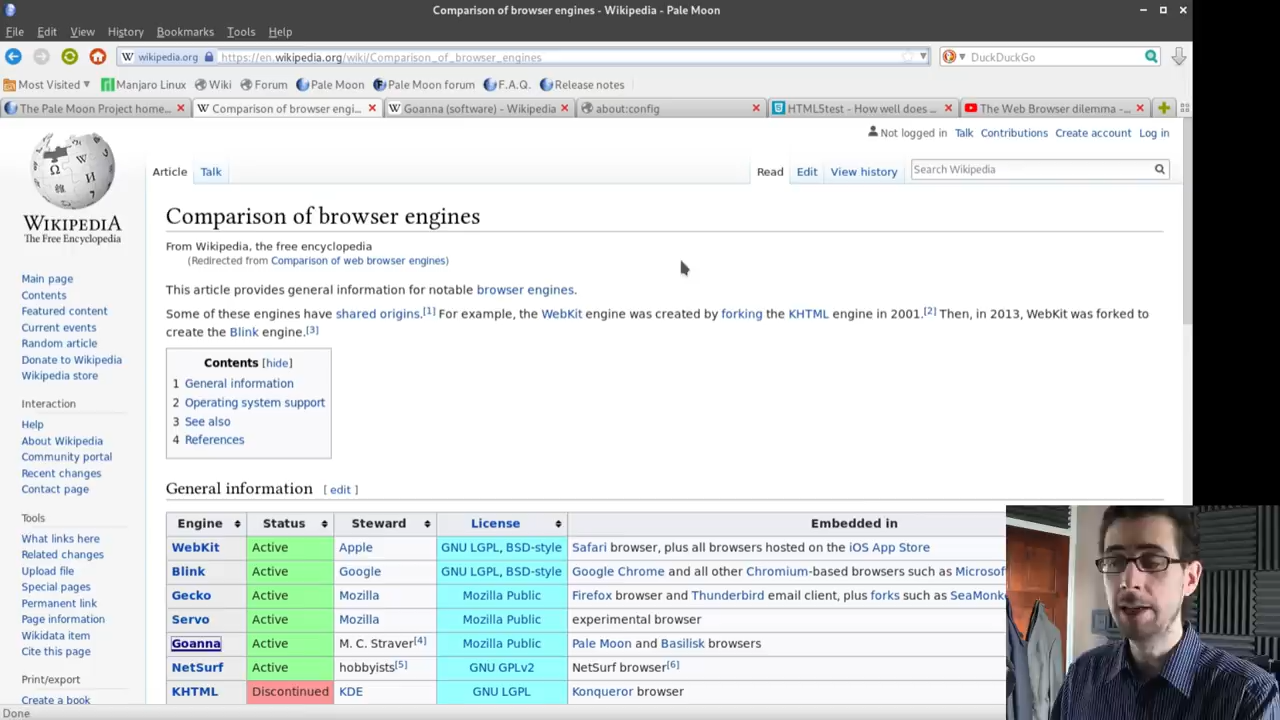 Comparison of browser engines - Wikipedia - Pale Moon
File Edit View History Bookmarks Tools Help
wikipedia.org https://en.wikipedia.org/wiki/Comparison_of_browser_engines DuckDuckGo
Most Visited Manjaro Linux Wiki Forum Pale Moon Pale Moon forum F.A.Q. Release notes
The Pale Moon Project home... Comparison of browser engi... Goanna (software) - Wikipedia about:config HTML5test - How well does ... The Web Browser dilemma -...
Not logged in Talk Contributions Create account Log in
Article Talk Read Edit View history Search Wikipedia
WIKIPEDIA
The Free Encyclopedia
Main page
Contents
Featured content
Current events
Random article
Donate to Wikipedia
Wikipedia store
Interaction
Help
About Wikipedia
Community portal
Recent changes
Contact page
Tools
What links here
Related changes
Upload file
Special pages
Permanent link
Page information
Wikidata item
Cite this page
Print/export
Create a book
Comparison of browser engines
From Wikipedia, the free encyclopedia
(Redirected from Comparison of web browser engines)
This article provides general information for notable browser engines.
Some of these engines have shared origins.[1] For example, the WebKit engine was created by forking the KHTML engine in 2001.[2] Then, in 2013, WebKit was forked to
create the Blink engine.[3]
Contents [hide]
1 General information
2 Operating system support
3 See also
4 References
General information [ edit ]
Engine Status Steward License Embedded in
WebKit Active Apple GNU LGPL, BSD-style Safari browser, plus all browsers hosted on the iOS App Store
Blink Active Google GNU LGPL, BSD-style Google Chrome and all other Chromium-based browsers such as Microsof
Gecko Active Mozilla Mozilla Public Firefox browser and Thunderbird email client, plus forks such as SeaMonk
Servo Active Mozilla Mozilla Public experimental browser
Goanna Active M. C. Straver[4] Mozilla Public Pale Moon and Basilisk browsers
NetSurf Active hobbyists[5] GNU GPLv2 NetSurf browser[6]
KHTML Discontinued KDE GNU LGPL Konqueror browser
Done